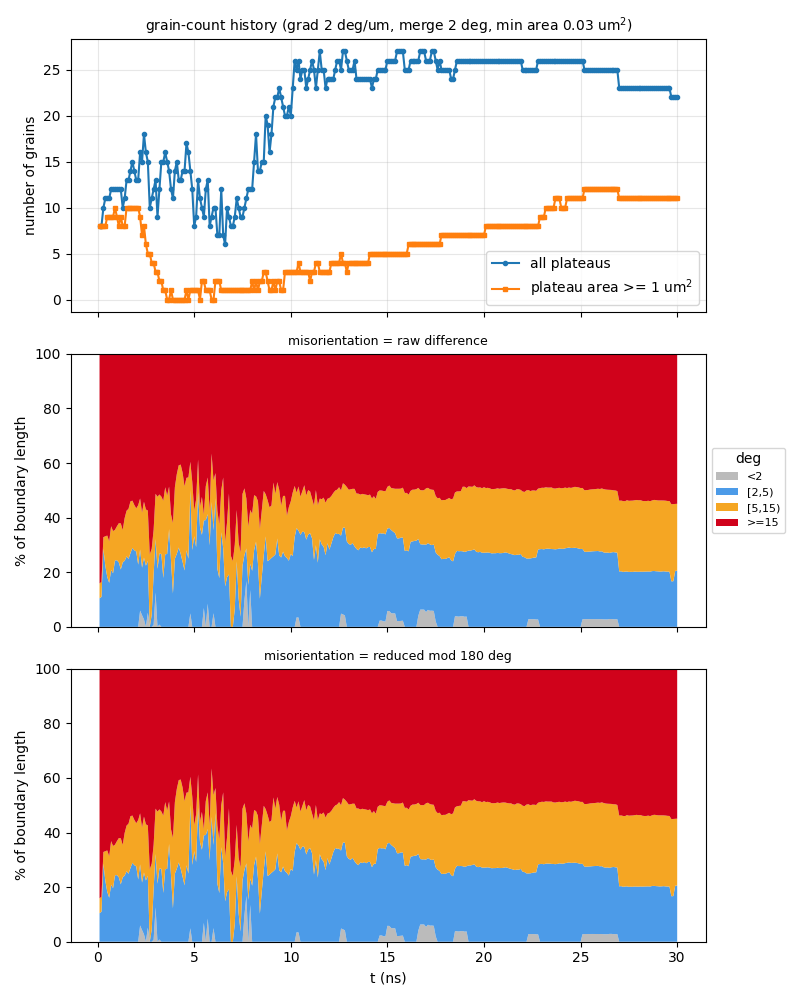 grain-count history (grad 2 deg/um, merge 2 deg, min area 0.03 um²)
number of grains
25
20
15
10
5
0
all plateaus
plateau area >= 1 um²
misorientation = raw difference
% of boundary length
100
80
60
40
20
0
deg
<2
[2,5)
[5,15)
>=15
misorientation = reduced mod 180 deg
% of boundary length
100
80
60
40
20
0
0 5 10 15 20 25 30
t (ns)